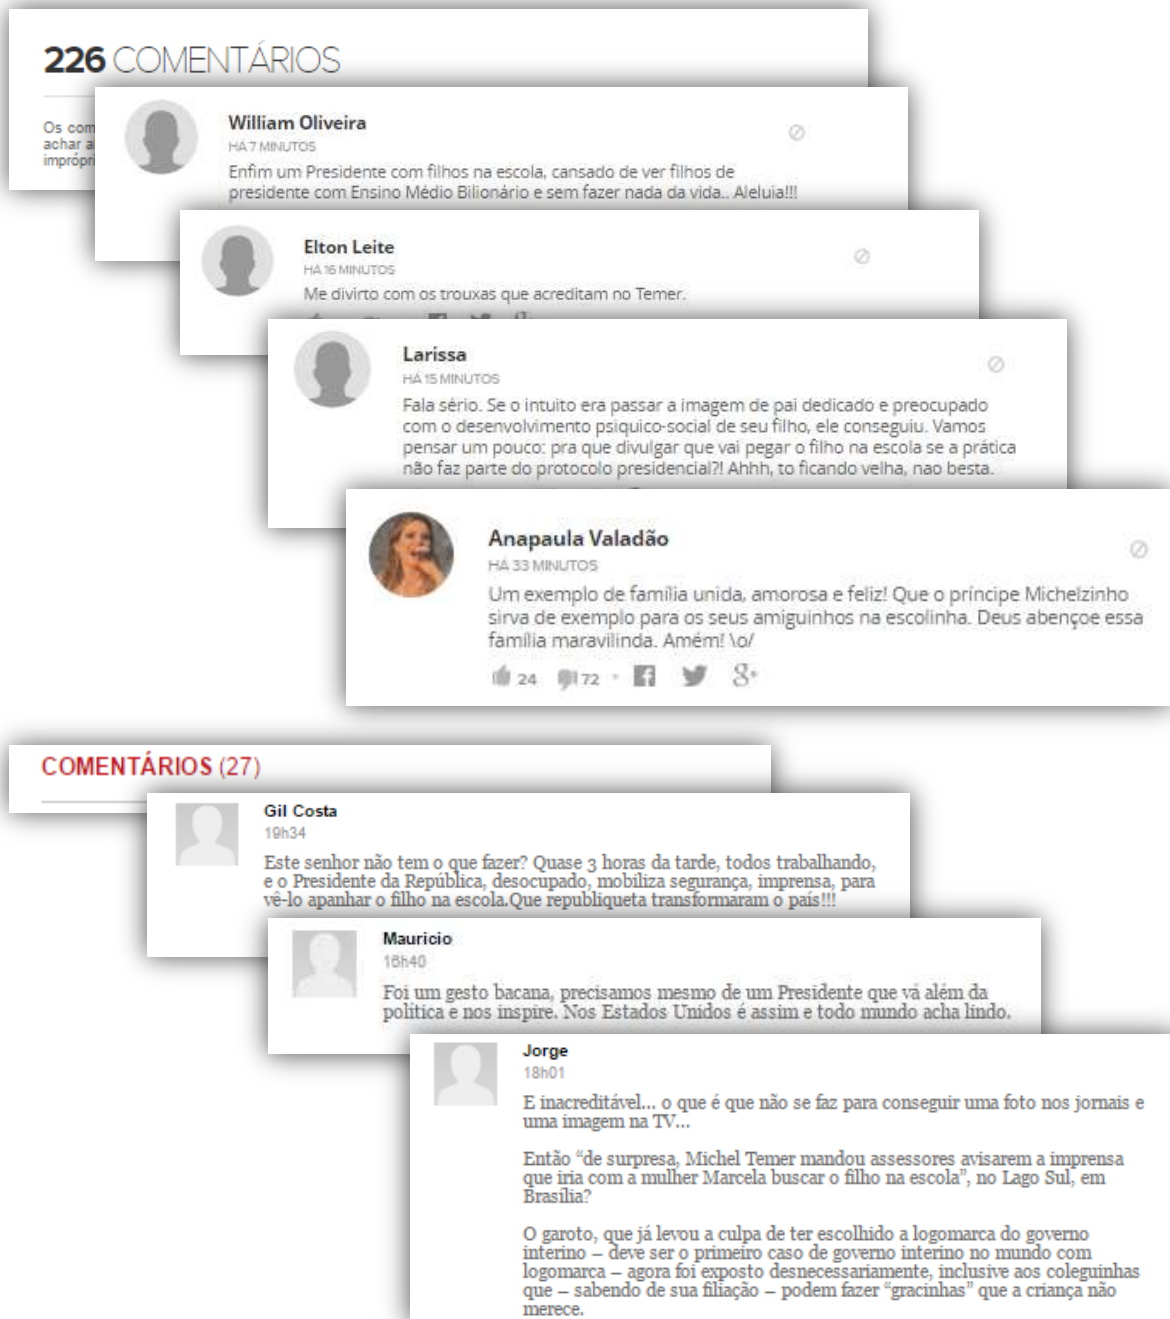 226 COMENTÁRIOS
Os com
achar a
imprópri
William Oliveira
HÁ 7 MINUTOS
Enfim um Presidente com filhos na escola, cansado de ver filhos de
presidente com Ensino Médio Bilionário e sem fazer nada da vida.. Aleluia!!!
Elton Leite
HÁ 16 MINUTOS
Me divirto com os trouxas que acreditam no Temer.
Larissa
HÁ 15 MINUTOS
Fala sério. Se o intuito era passar a imagem de pai dedicado e preocupado
com o desenvolvimento psiquico-social de seu filho, ele conseguiu. Vamos
pensar um pouco: pra que divulgar que vai pegar o filho na escola se a prática
não faz parte do protocolo presidencial?! Ahhh, to ficando velha, nao besta.
Anapaula Valadão
HÁ 33 MINUTOS
Um exemplo de família unida, amorosa e feliz! Que o príncipe Michelzinho
sirva de exemplo para os seus amiguinhos na escolinha. Deus abençoe essa
família maravilinda. Amém! \o/
24 72
COMENTÁRIOS (27)
Gil Costa
19h34
Este senhor não tem o que fazer? Quase 3 horas da tarde, todos trabalhando,
e o Presidente da República, desocupado, mobiliza segurança, imprensa, para
vê-lo apanhar o filho na escola.Que republiqueta transformaram o país!!!
Mauricio
16h40
Foi um gesto bacana, precisamos mesmo de um Presidente que vá além da
política e nos inspire. Nos Estados Unidos é assim e todo mundo acha lindo.
Jorge
18h01
E inacreditável... o que é que não se faz para conseguir uma foto nos jornais e
uma imagem na TV...
Então “de surpresa, Michel Temer mandou assessores avisarem a imprensa
que iria com a mulher Marcela buscar o filho na escola”, no Lago Sul, em
Brasília?
O garoto, que já levou a culpa de ter escolhido a logomarca do governo
interino – deve ser o primeiro caso de governo interino no mundo com
logomarca – agora foi exposto desnecessariamente, inclusive aos coleguinhas
que – sabendo de sua filiação – podem fazer “gracinhas” que a criança não
merece.